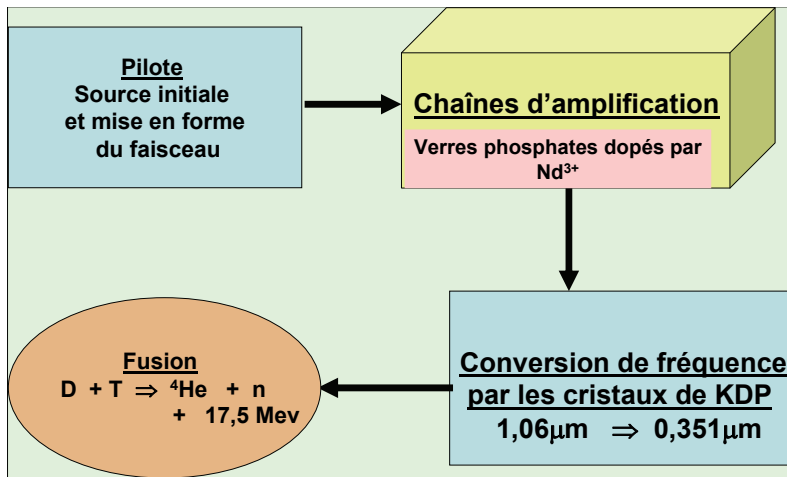 Pilote
Source initiale
et mise en forme
du faisceau
Chaînes d'amplification
Verres phosphates dopés par
Nd³⁺
Conversion de fréquence
par les cristaux de KDP
1,06μm ⇒ 0,351μm
Fusion
D + T ⇒ ⁴He + n
+ 17,5 Mev